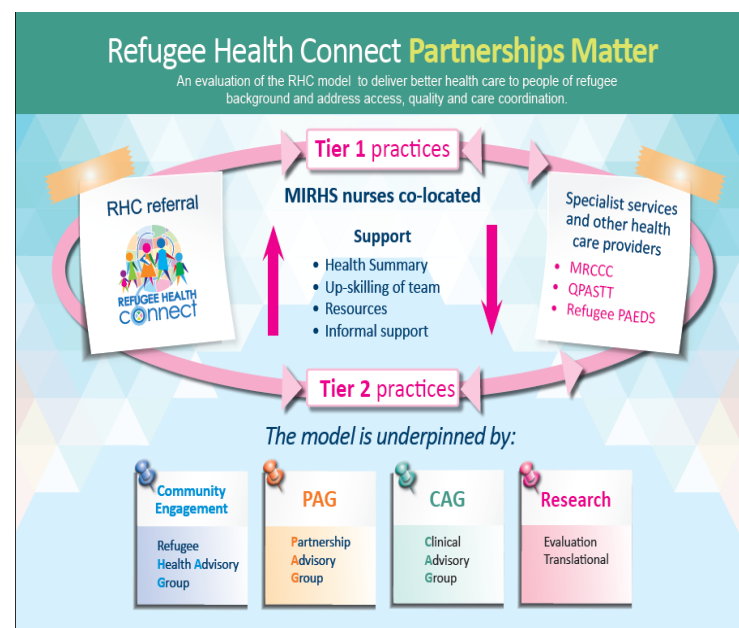 Refugee Health Connect Partnerships Matter
An evaluation of the RHC model to deliver better health care to people of refugee
background and address access, quality and care coordination.
Tier 1 practices
RHC referral
REFUGEE HEALTH
connect
MIRHS nurses co-located
Support
• Health Summary
• Up-skilling of team
• Resources
• Informal support
Specialist services
and other health
care providers
• MRCCC
• QPASTT
• Refugee PAEDS
Tier 2 practices
The model is underpinned by:
Community
Engagement
Refugee
Health Advisory
Group
PAG
Partnership
Advisory
Group
CAG
Clinical
Advisory
Group
Research
Evaluation
Translational